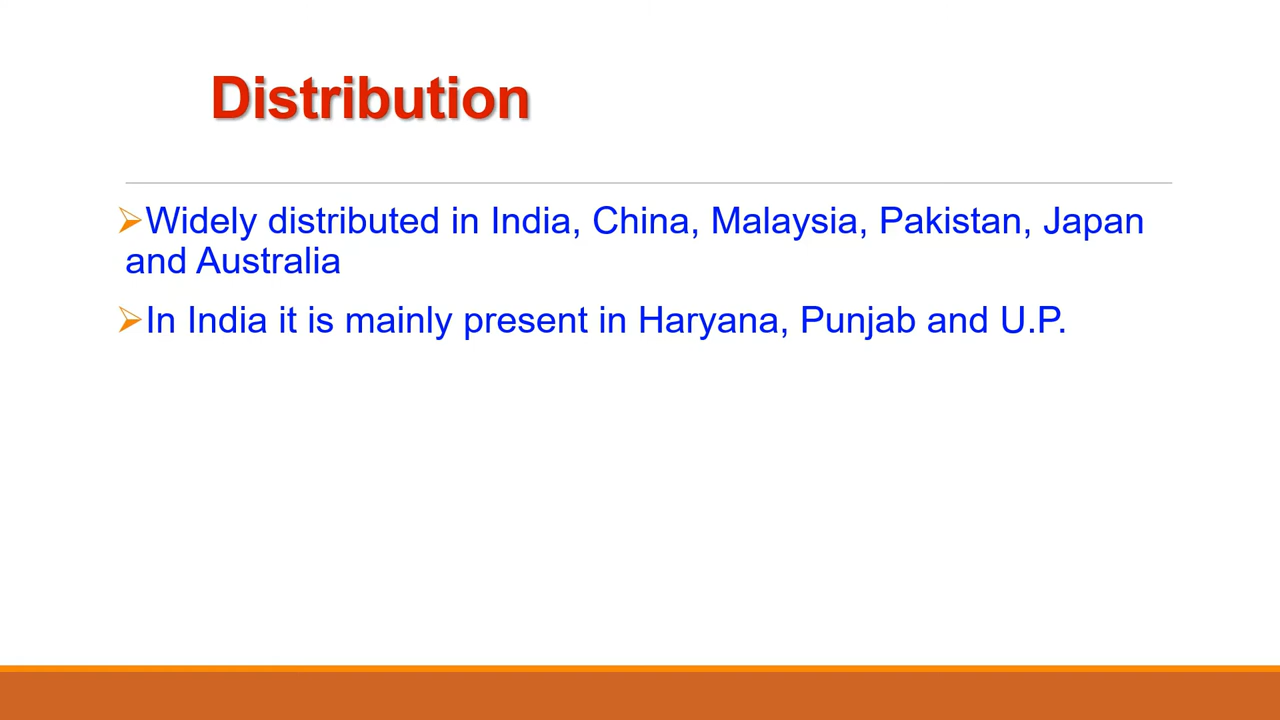 Distribution
Widely distributed in India, China, Malaysia, Pakistan, Japan
and Australia
In India it is mainly present in Haryana, Punjab and U.P.